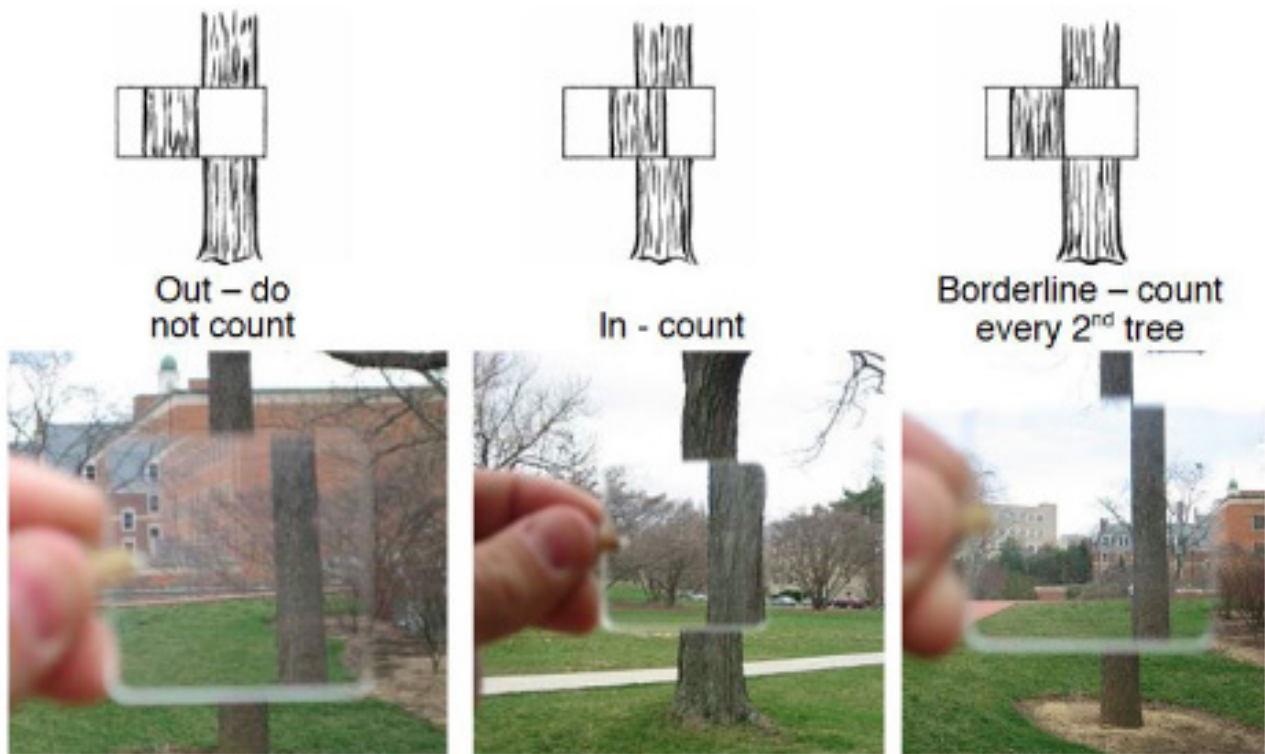 Out – do
not count
In - count
Borderline – count
every 2nd tree